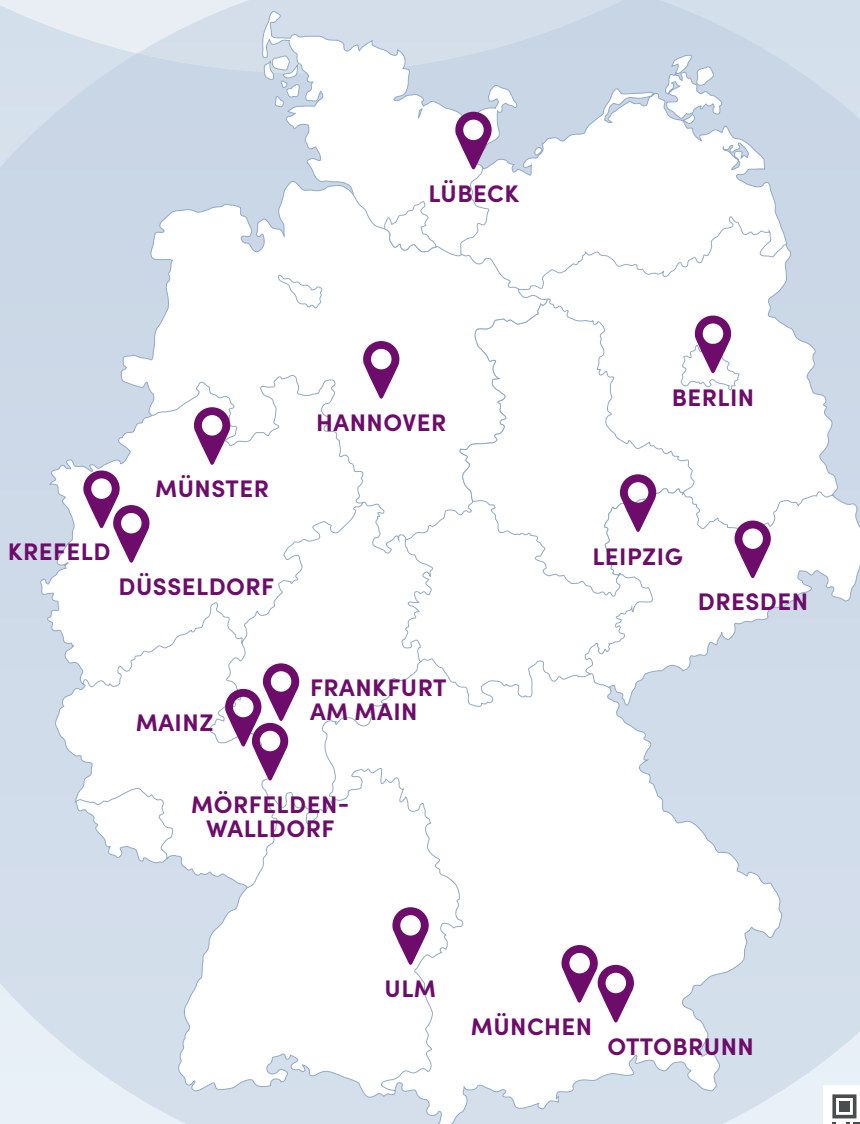 LÜBECK
BERLIN
HANNOVER
MÜNSTER
KREFELD
LEIPZIG
DÜSSELDORF
DRESDEN
FRANKFURT
AM MAIN
MAINZ
MÖRFELDEN-
WALLDORF
ULM
MÜNCHEN
OTTOBRUNN